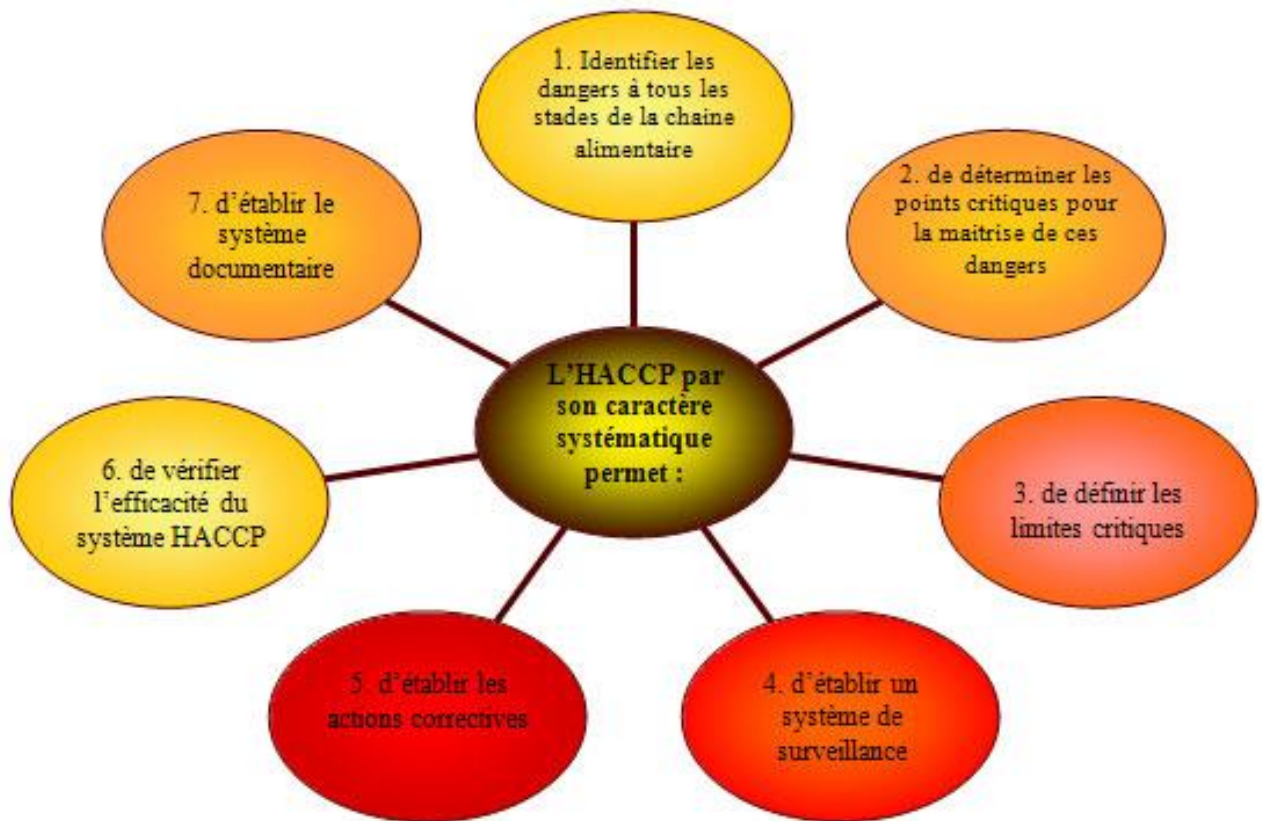 L'HACCP par
son caractère
systématique
permet :
1. Identifier les
dangers à tous les
stades de la chaine
alimentaire
2. de déterminer les
points critiques pour
la maitrise de ces
dangers
3. de définir les
limites critiques
4. d'établir un
système de
surveillance
5. d'établir les
actions correctives
6. de vérifier
l'efficacité du
système HACCP
7. d'établir le
système
documentaire